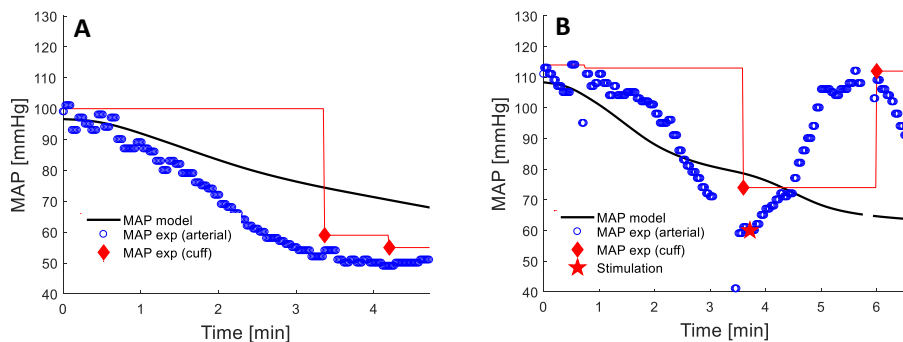 A
130
120
110
100
90
80
70
60
50
40
MAP [mmHg]
MAP model
MAP exp (arterial)
MAP exp (cuff)
0
1
2
3
4
Time [min]
B
130
120
110
100
90
80
70
60
50
40
MAP [mmHg]
MAP model
MAP exp (arterial)
MAP exp (cuff)
Stimulation
0
1
2
3
4
5
6
Time [min]